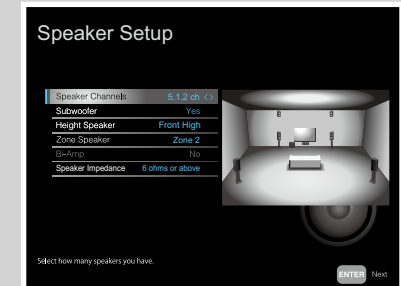 Speaker Setup
Speaker Channels 5.1.2 ch <>
Subwoofer Yes
Height Speaker Front High
Zone Speaker Zone 2
Bi-Amp No
Speaker Impedance 6 ohms or above
Select how many speakers you have.
ENTER Next